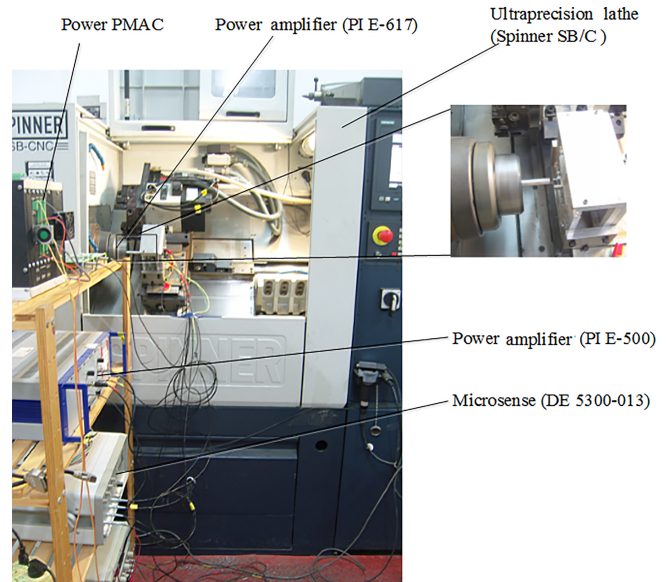 Power PMAC
Power amplifier (PI E-617)
Ultraprecision lathe
(Spinner SB/C )
PINNER
SB-CNC
SPINNER
Power amplifier (PI E-500)
Microsense (DE 5300-013)